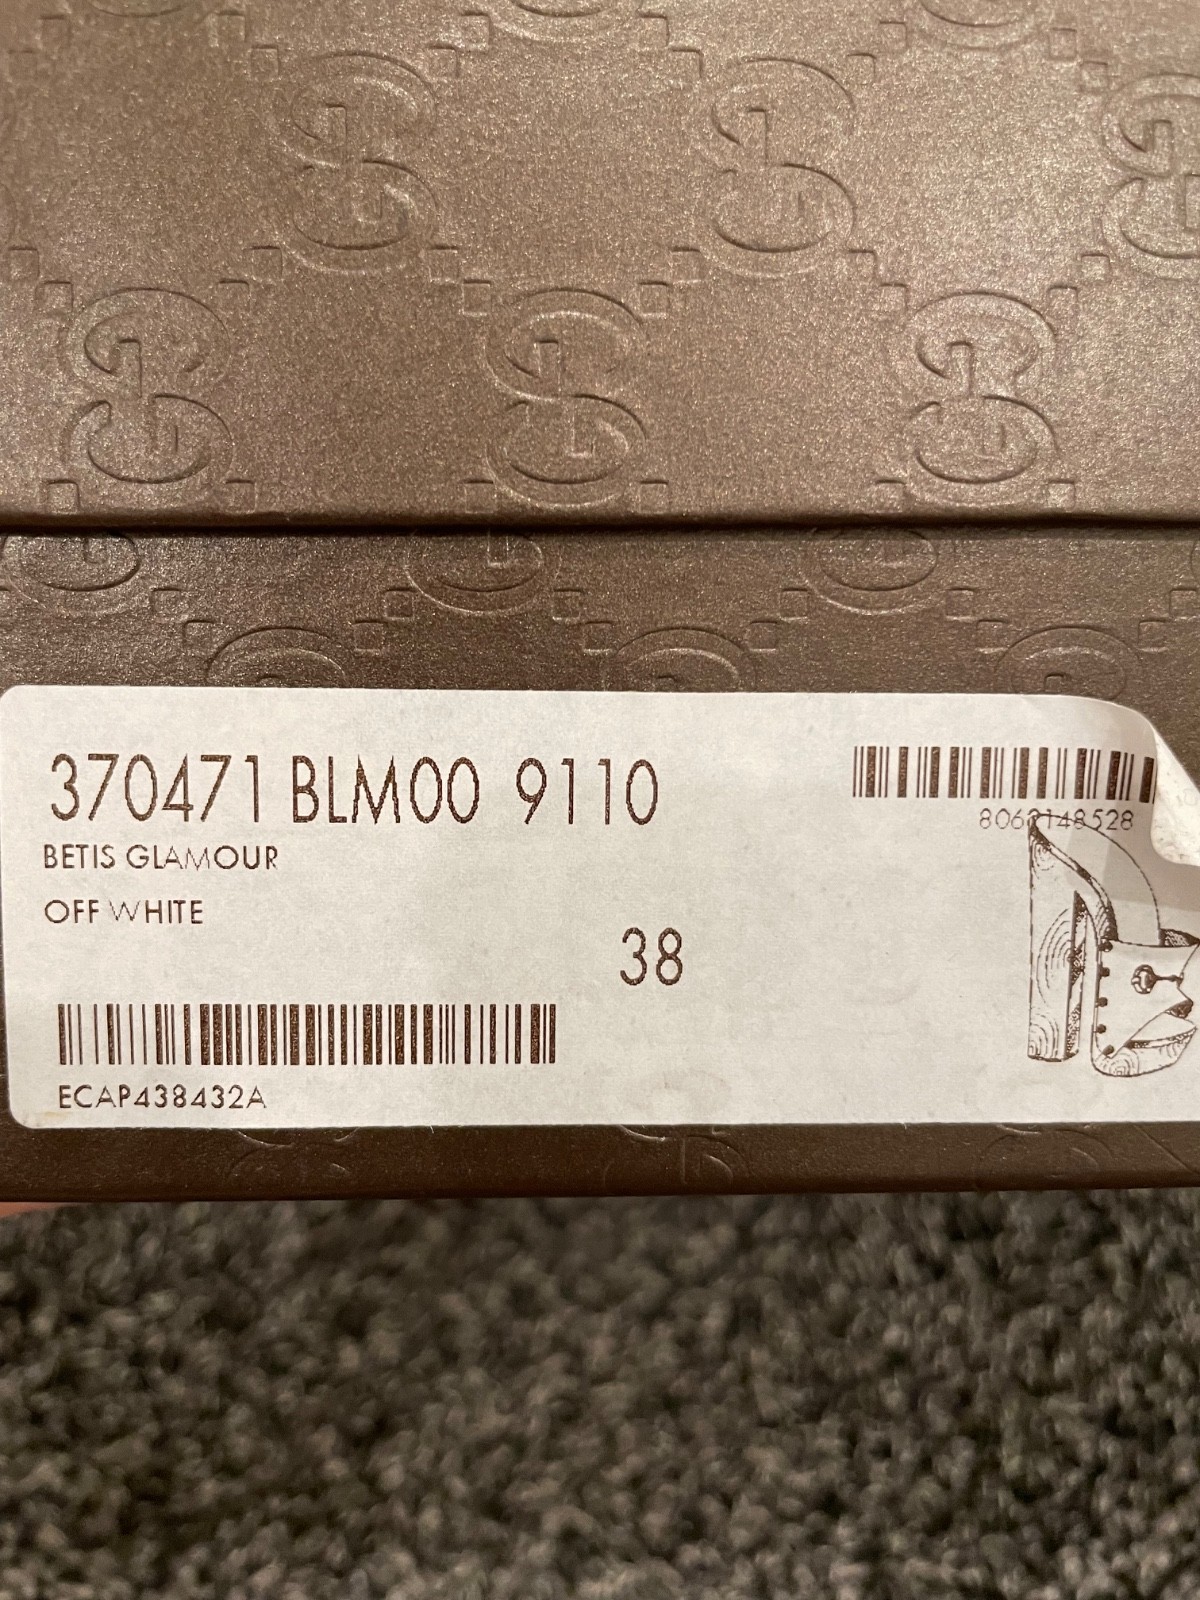 370471 BLM00 9110
BETIS GLAMOUR
OFF WHITE
38
ECAP438432A